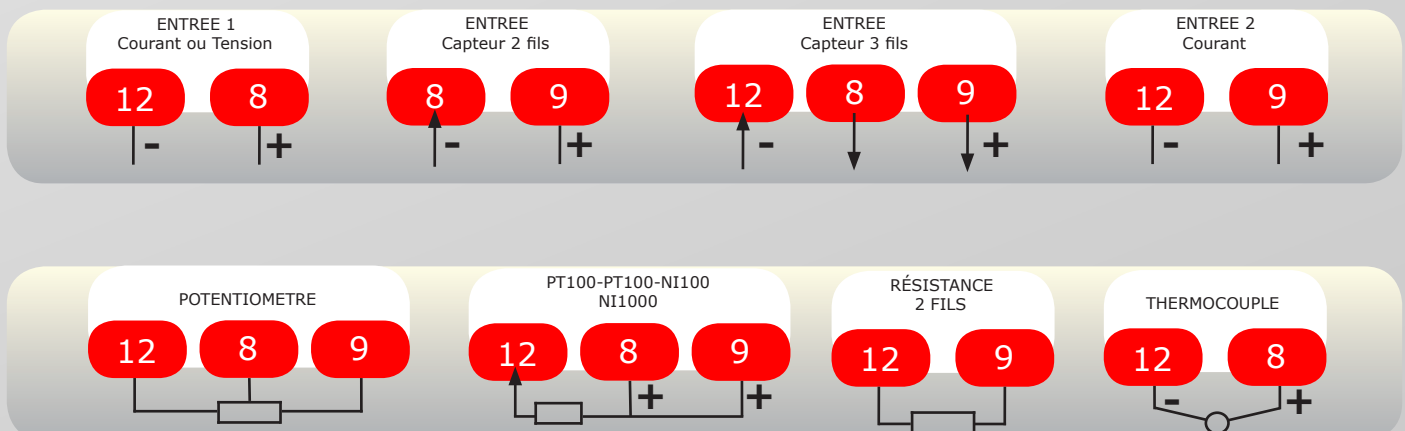 ENTREE 1
Courant ou Tension
12 8
- +
ENTREE
Capteur 2 fils
8 9
- +
ENTREE
Capteur 3 fils
12 8 9
- +
ENTREE 2
Courant
12 9
- +
POTENTIOMETRE
12 8 9
PT100-PT100-NI100
NI1000
12 8 9
+ +
RÉSISTANCE
2 FILS
12 9
THERMOCOUPLE
12 8
- +